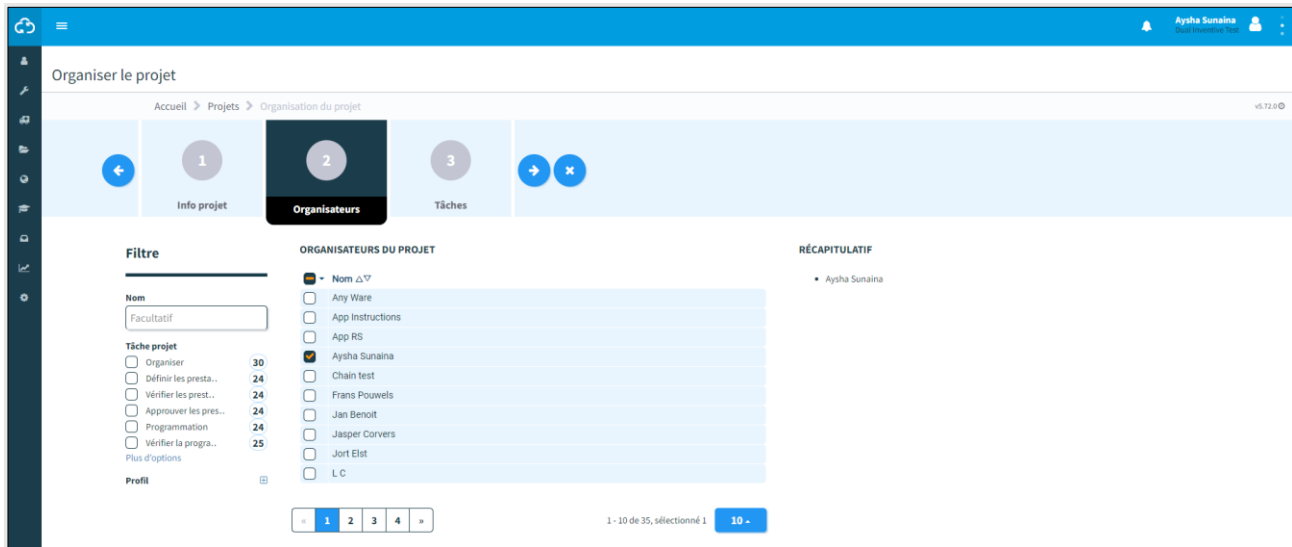 Aysha Sunaina
Dual Inventive Test
Organiser le projet
Accueil Projets Organisation du projet
v5.72.0
1
Info projet
2
Organisateurs
3
Tâches
Filtre
Nom
Facultatif
Tâche projet
Organiser 30
Définir les presta.. 24
Vérifier les prest.. 24
Approuver les pres.. 24
Programmation 24
Vérifier la progra.. 25
Plus d'options
Profil
ORGANISATEURS DU PROJET
Nom
Any Ware
App Instructions
App RS
Aysha Sunaina
Chain test
Frans Pouwels
Jan Benoit
Jasper Corvers
Jort Elst
L C
« 1 2 3 4 »
1 - 10 de 35, sélectionné 1
10
RÉCAPITULATIF
• Aysha Sunaina